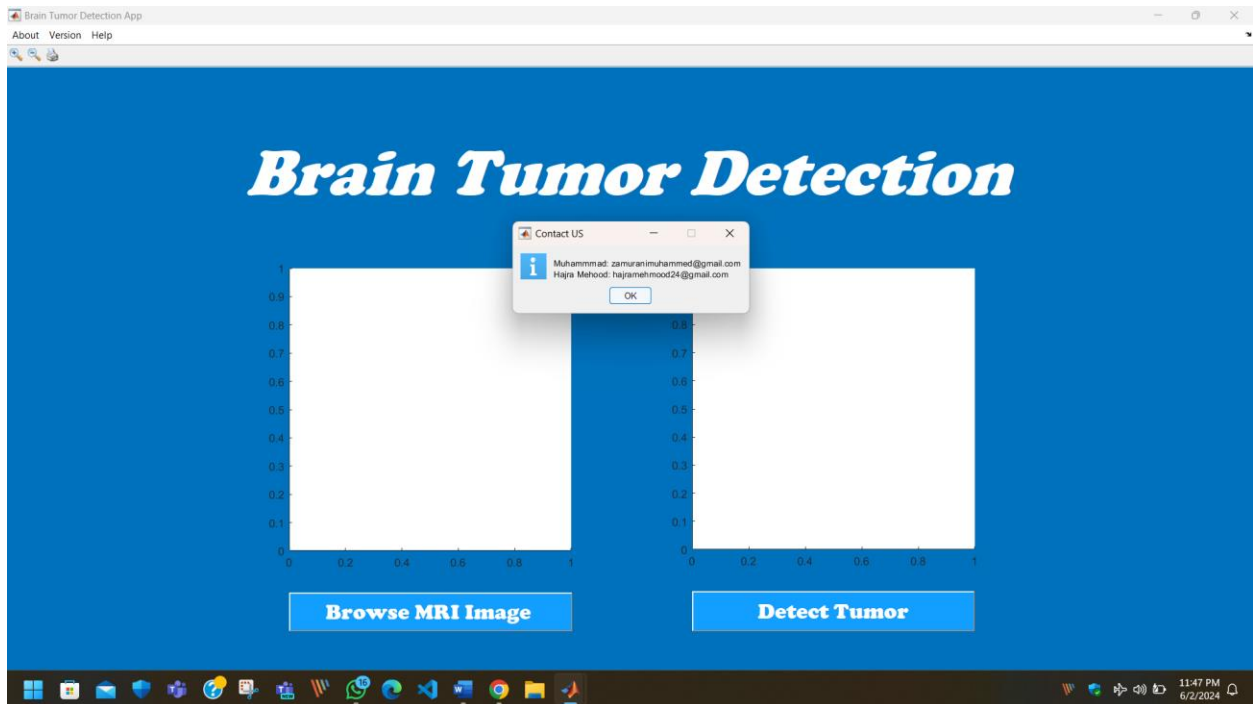 Brain Tumor Detection App
About Version Help
Brain Tumor Detection
Contact US
Muhammmad: zamuranimuhammed@gmail.com
Hajra Mehood: hajramehmood24@gmail.com
OK
1
0.9
0.8
0.7
0.6
0.5
0.4
0.3
0.2
0.1
0
0 0.2 0.4 0.6 0.8 1
0.8
0.7
0.6
0.5
0.4
0.3
0.2
0.1
0
0 0.2 0.4 0.6 0.8 1
Browse MRI Image
Detect Tumor
16
11:47 PM
6/2/2024